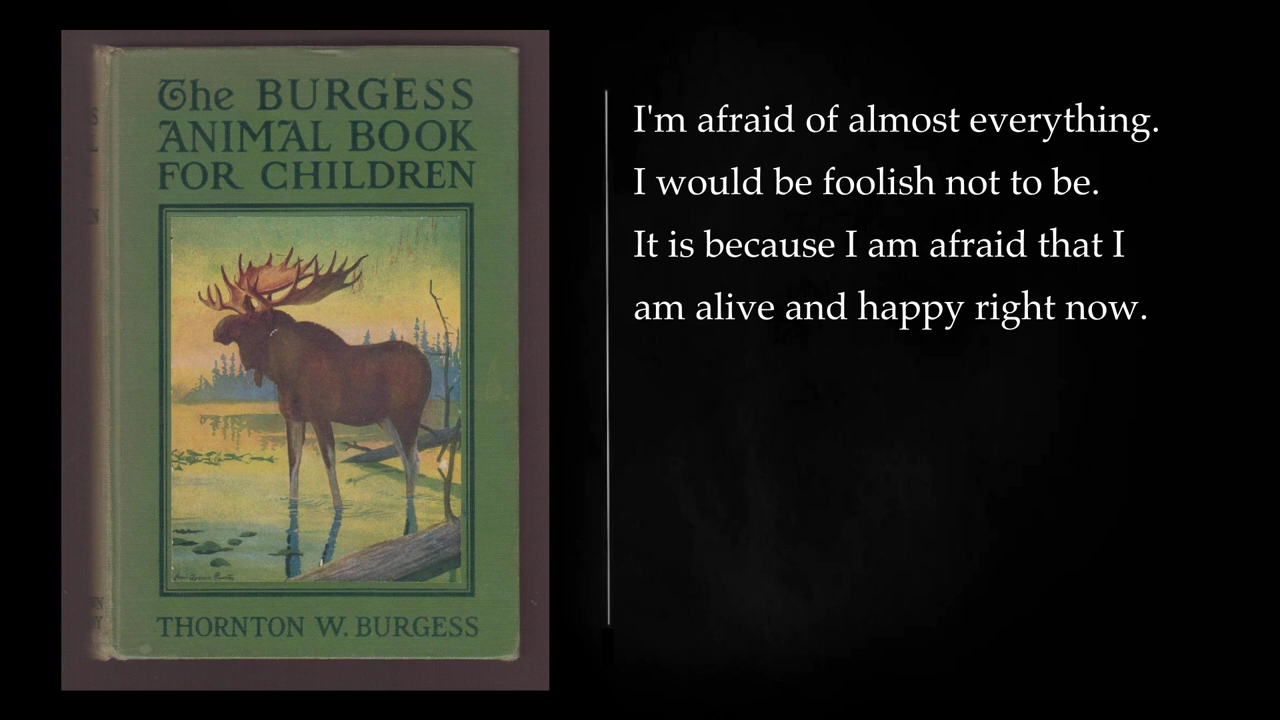 The BURGESS
ANIMAL BOOK
FOR CHILDREN
THORNTON W. BURGESS
I'm afraid of almost everything.
I would be foolish not to be.
It is because I am afraid that I
am alive and happy right now.